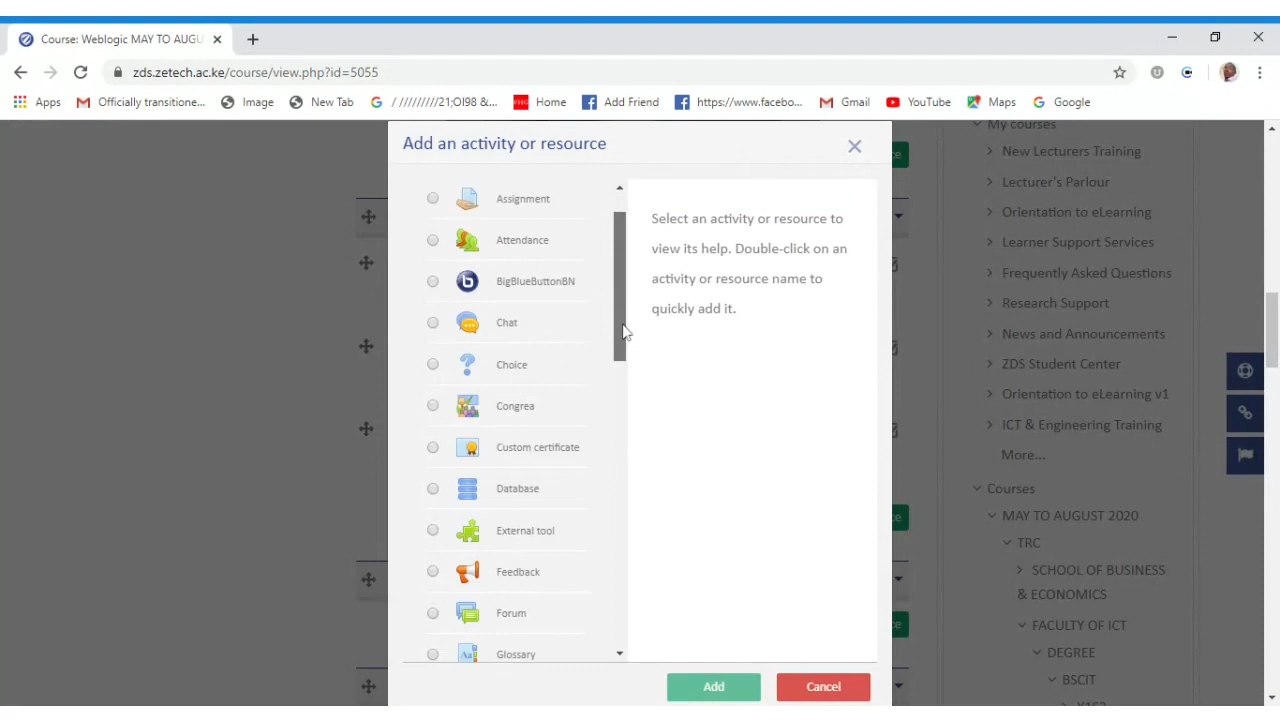 Course: Weblogic MAY TO AUGU
zds.zetech.ac.ke/course/view.php?id=5055
Apps
Officially transitione...
Image
New Tab
/ /////////21;OI98 &...
Home
Add Friend
https://www.facebo...
Gmail
YouTube
Maps
Google
Add an activity or resource
Assignment
Attendance
BigBlueButtonBN
Chat
Choice
Congrea
Custom certificate
Database
External tool
Feedback
Forum
Glossary
Select an activity or resource to
view its help. Double-click on an
activity or resource name to
quickly add it.
Add
Cancel
My courses
New Lecturers Training
Lecturer's Parlour
Orientation to eLearning
Learner Support Services
Frequently Asked Questions
Research Support
News and Announcements
ZDS Student Center
Orientation to eLearning v1
ICT & Engineering Training
More...
Courses
MAY TO AUGUST 2020
TRC
SCHOOL OF BUSINESS
& ECONOMICS
FACULTY OF ICT
DEGREE
BSCIT